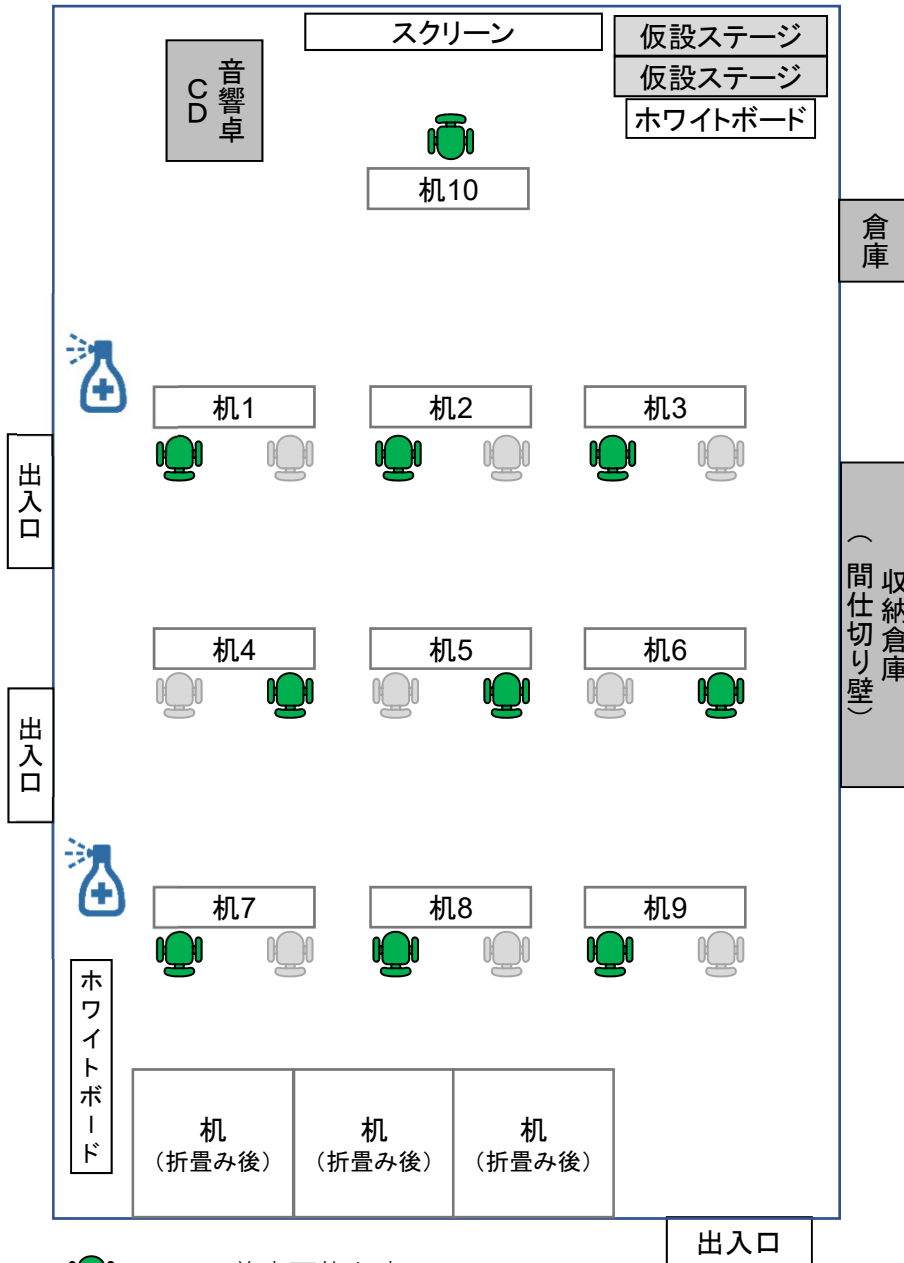 スクリーン
仮設ステージ
仮設ステージ
ホワイトボード
音響卓
CD
机10
倉庫
机1
机2
机3
出入口
収納倉庫
(間仕切り壁)
机4
机5
机6
出入口
机7
机8
机9
ホワイトボード
机
(折畳み後)
机
(折畳み後)
机
(折畳み後)
出入口